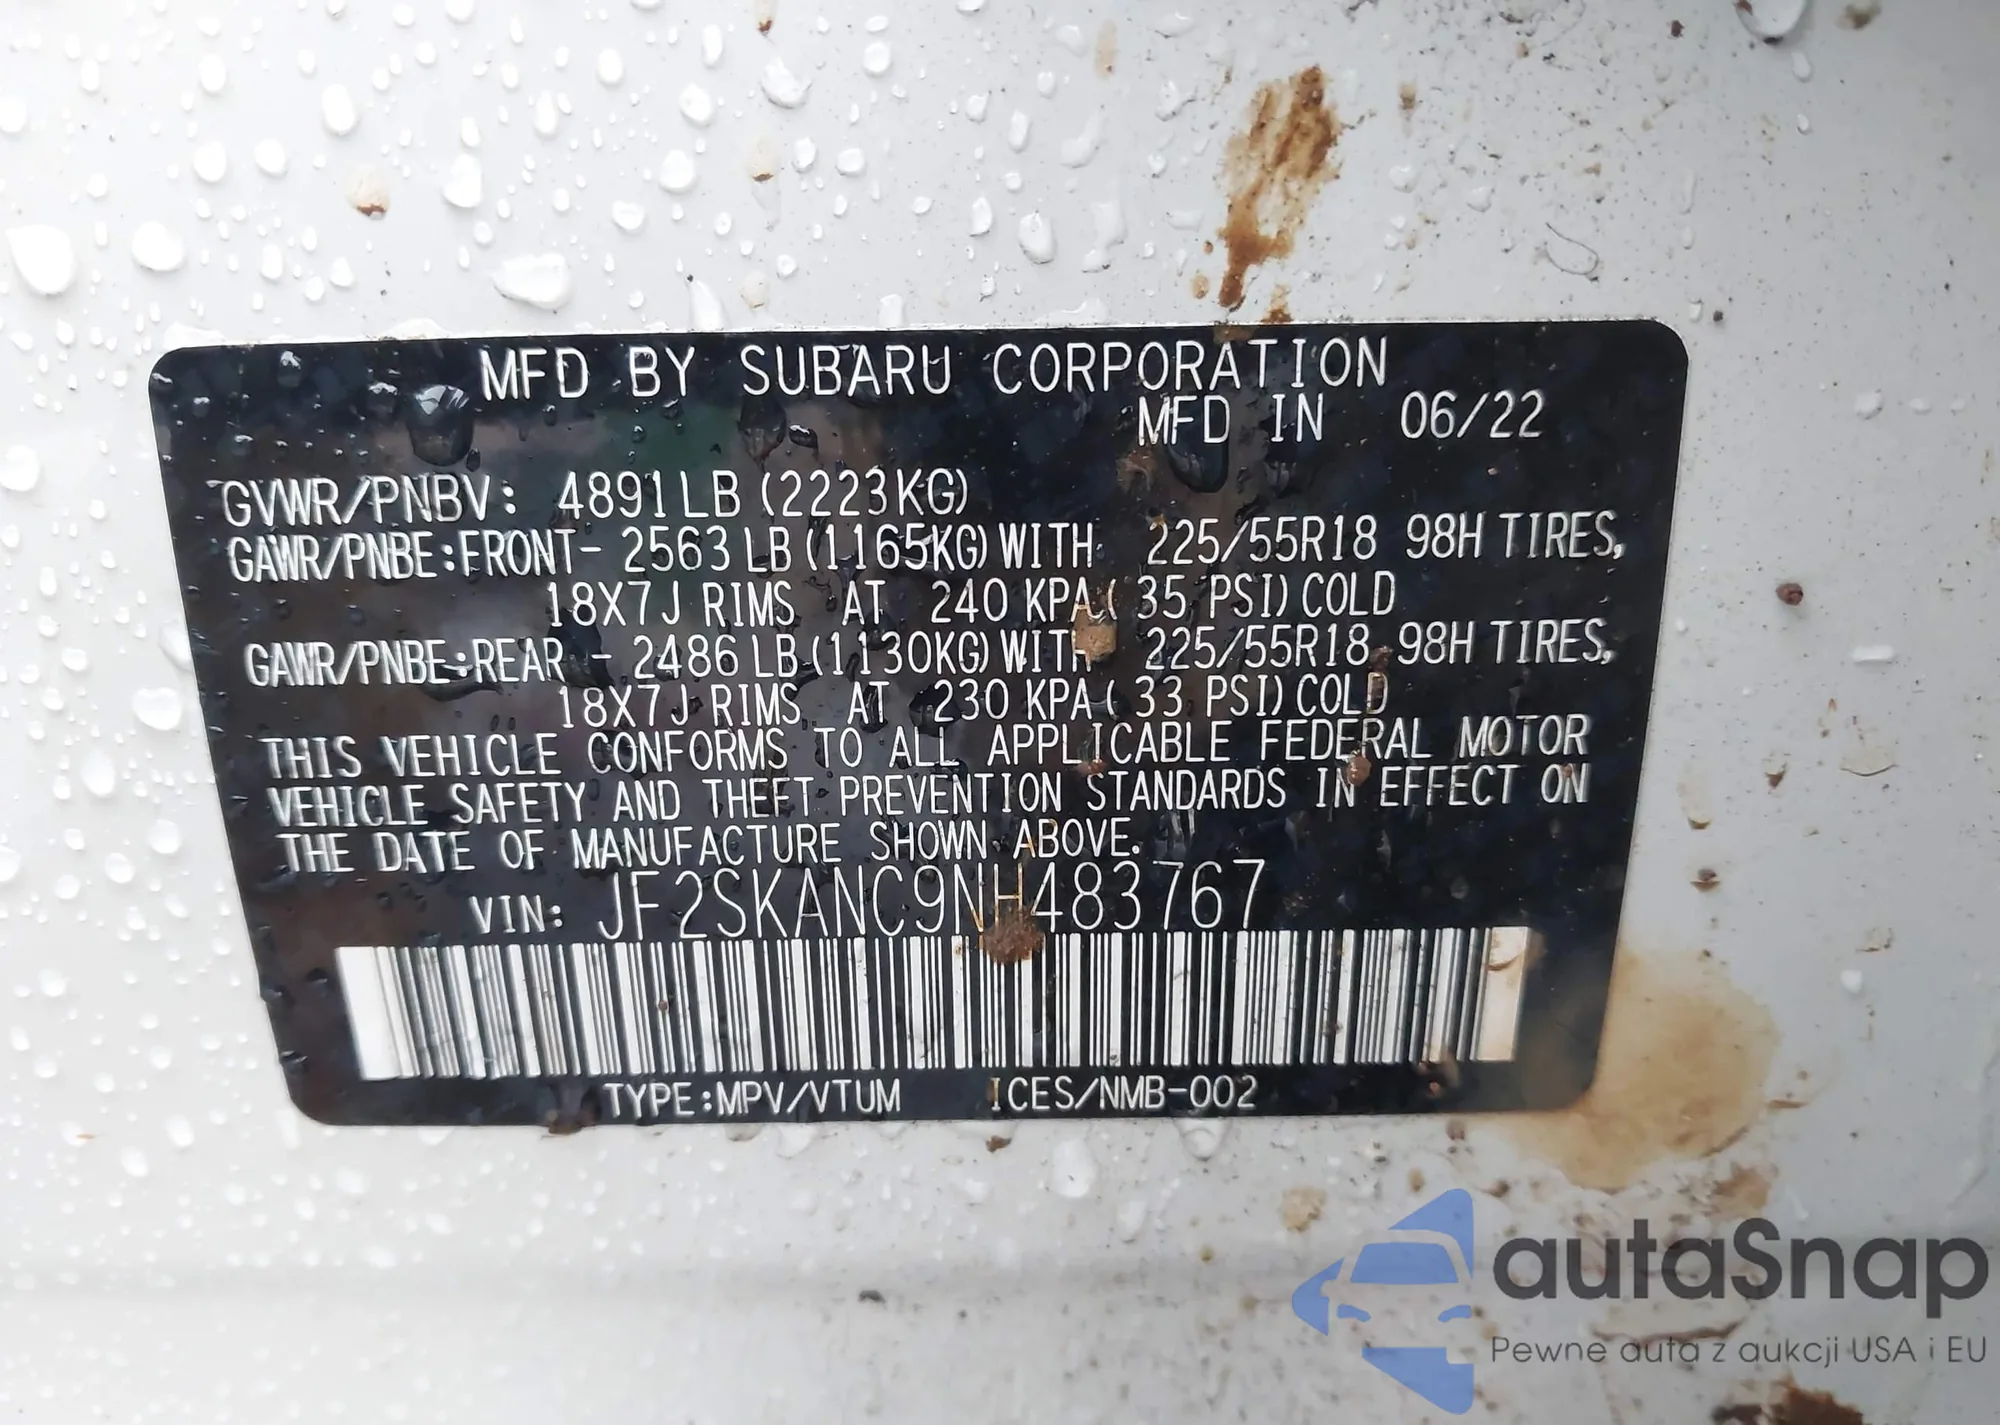 MFD BY SUBARU CORPORATION
MFD IN 06/22
GVWR/PNBV: 4891LB (2223KG)
GAWR/PNBE:FRONT- 2563LB(1165KG)WITH 225/55R18 98H TIRES,
18X7J RIMS AT 240 KPA( 35 PSI)COLD
GAWR/PNBE:REAR - 2486LB(1130KG)WITH 225/55R18 98H TIRES,
18X7J RIMS AT 230 KPA( 33 PSI)COLD
THIS VEHICLE CONFORMS TO ALL APPLICABLE FEDERAL MOTOR
VEHICLE SAFETY AND THEFT PREVENTION STANDARDS IN EFFECT ON
THE DATE OF MANUFACTURE SHOWN ABOVE.
VIN: JF2SKANC9NH483767
TYPE:MPV/VTUM ICES/NMB-002
autaSnap
Pewne auta z aukcji USA i EU